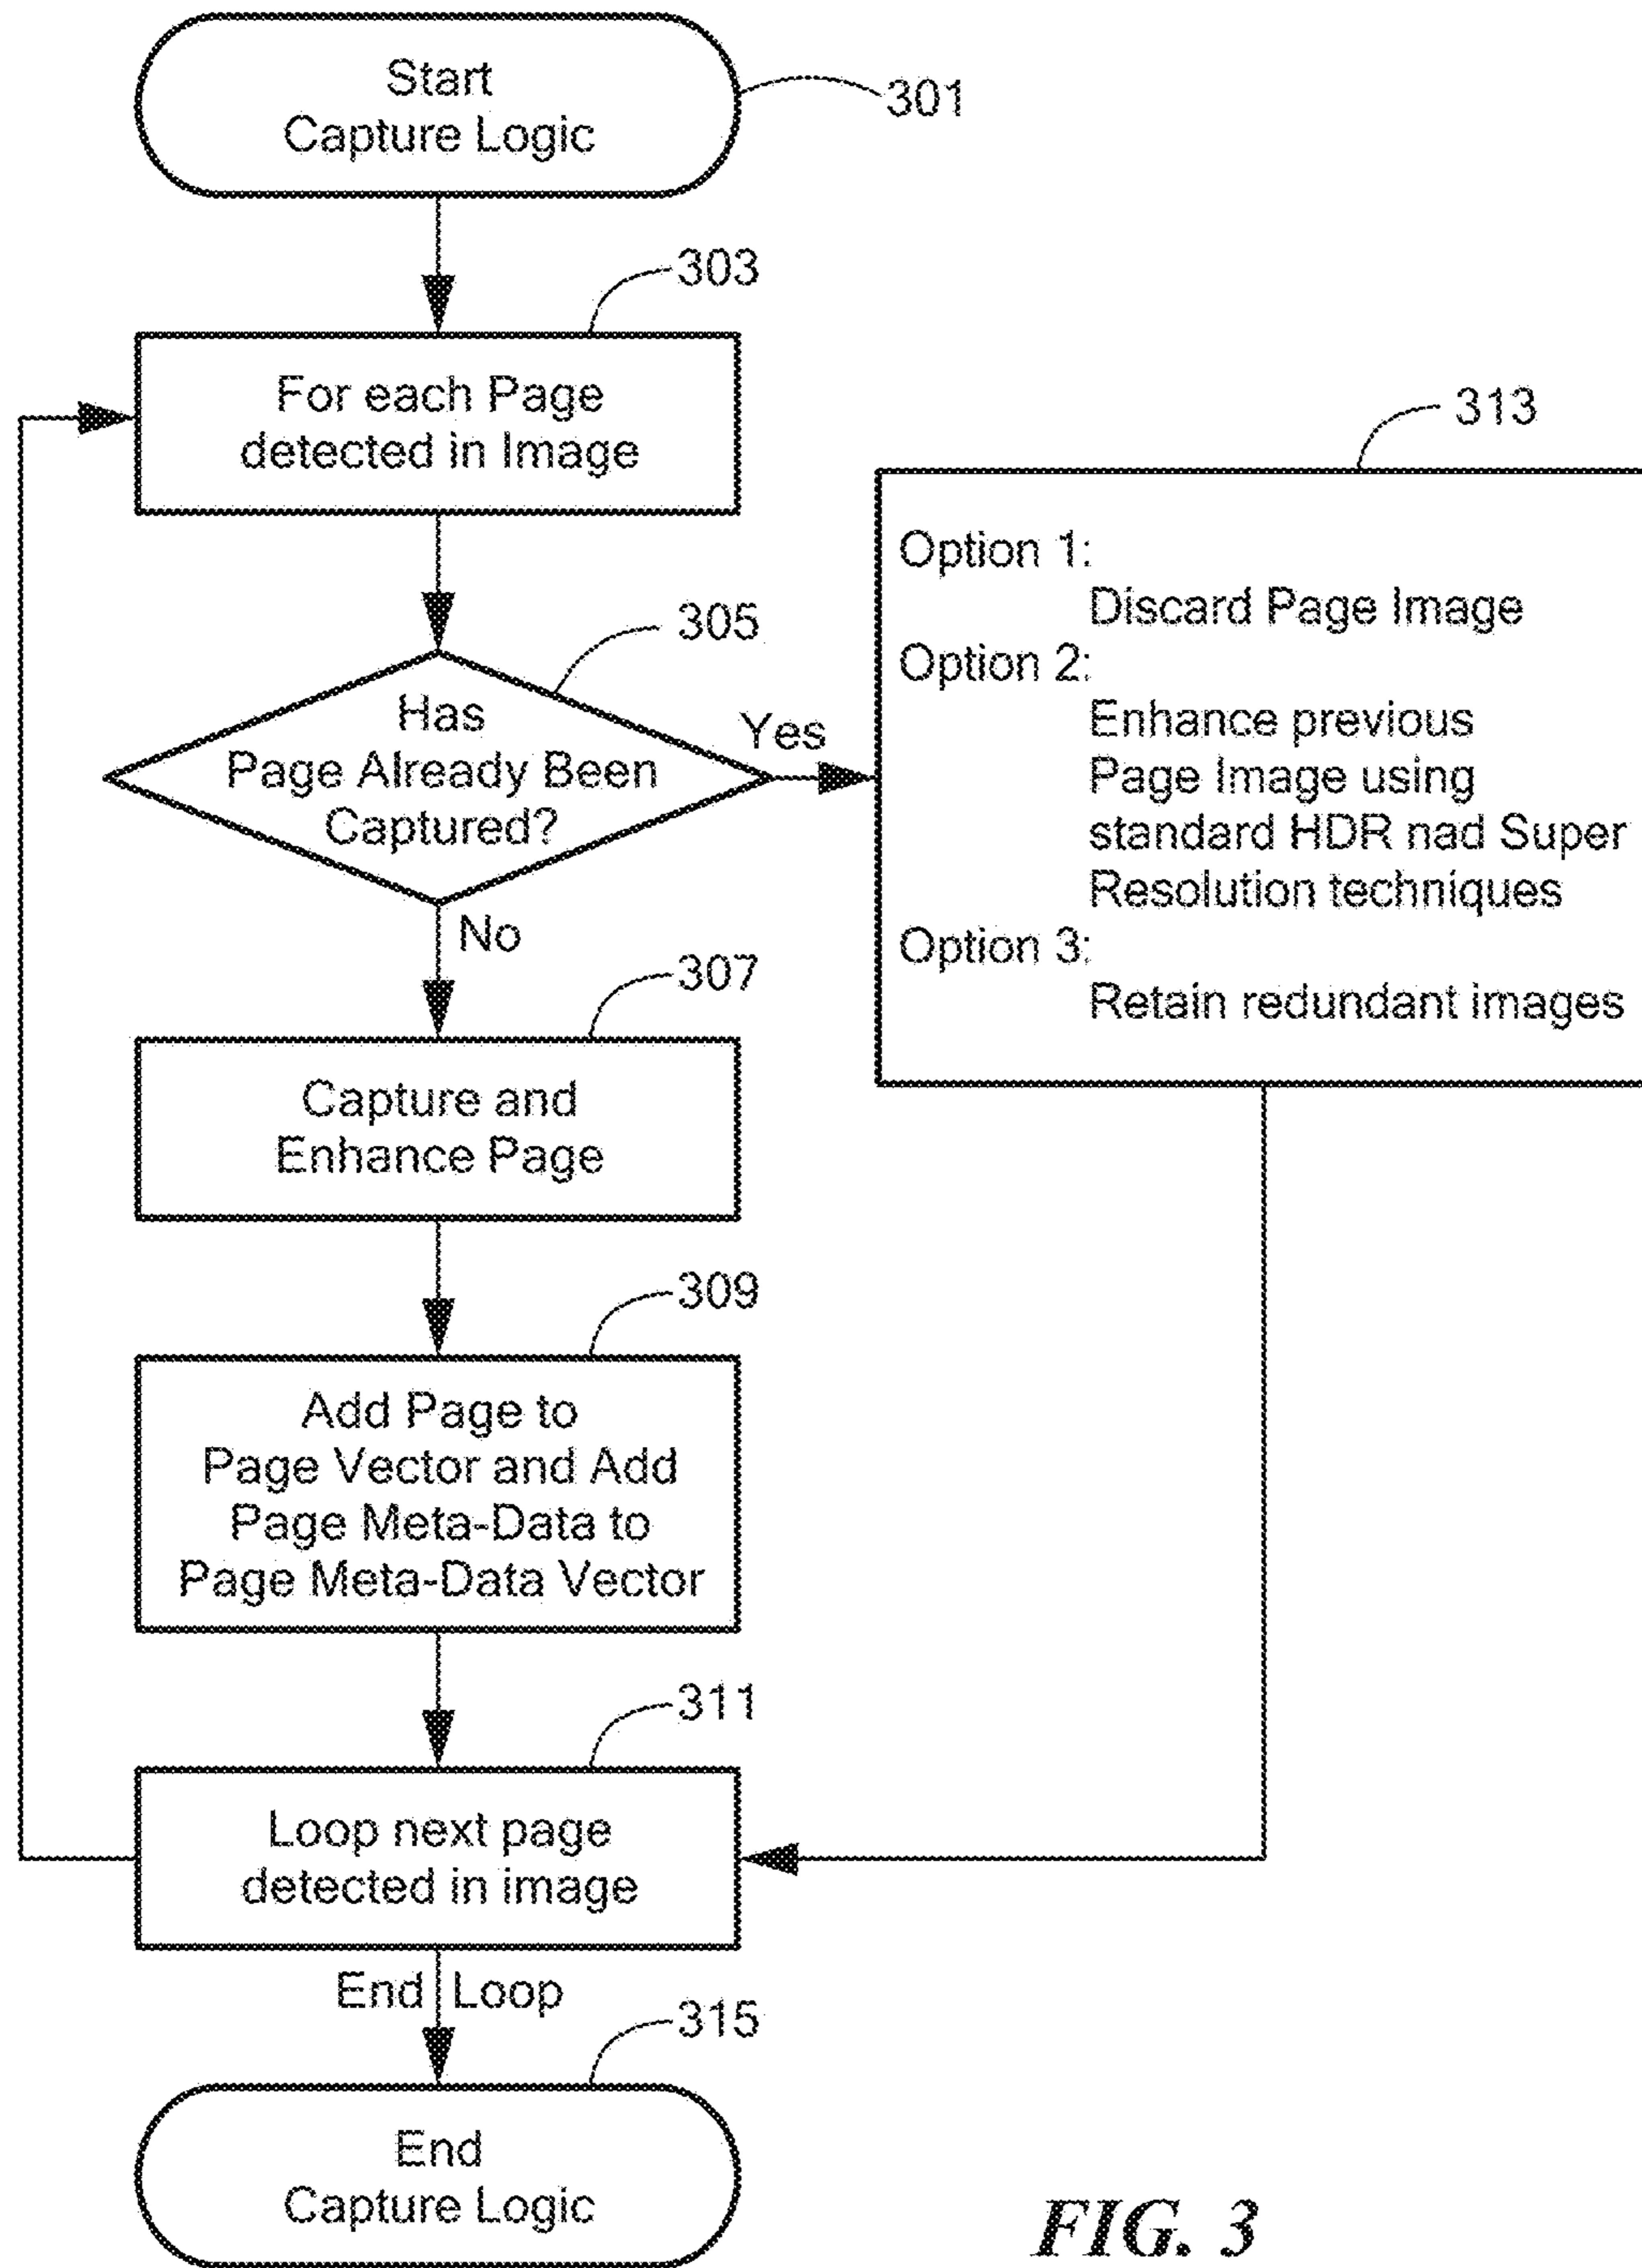 Start
Capture Logic
301
303
For each Page
detected in Image
305
Has
Page Already Been
Captured?
Yes
No
313
Option 1:
Discard Page Image
Option 2:
Enhance previous
Page Image using
standard HDR nad Super
Resolution techniques
Option 3:
Retain redundant images
307
Capture and
Enhance Page
309
Add Page to
Page Vector and Add
Page Meta-Data to
Page Meta-Data Vector
311
Loop next page
detected in image
End Loop
315
End
Capture Logic
FIG. 3